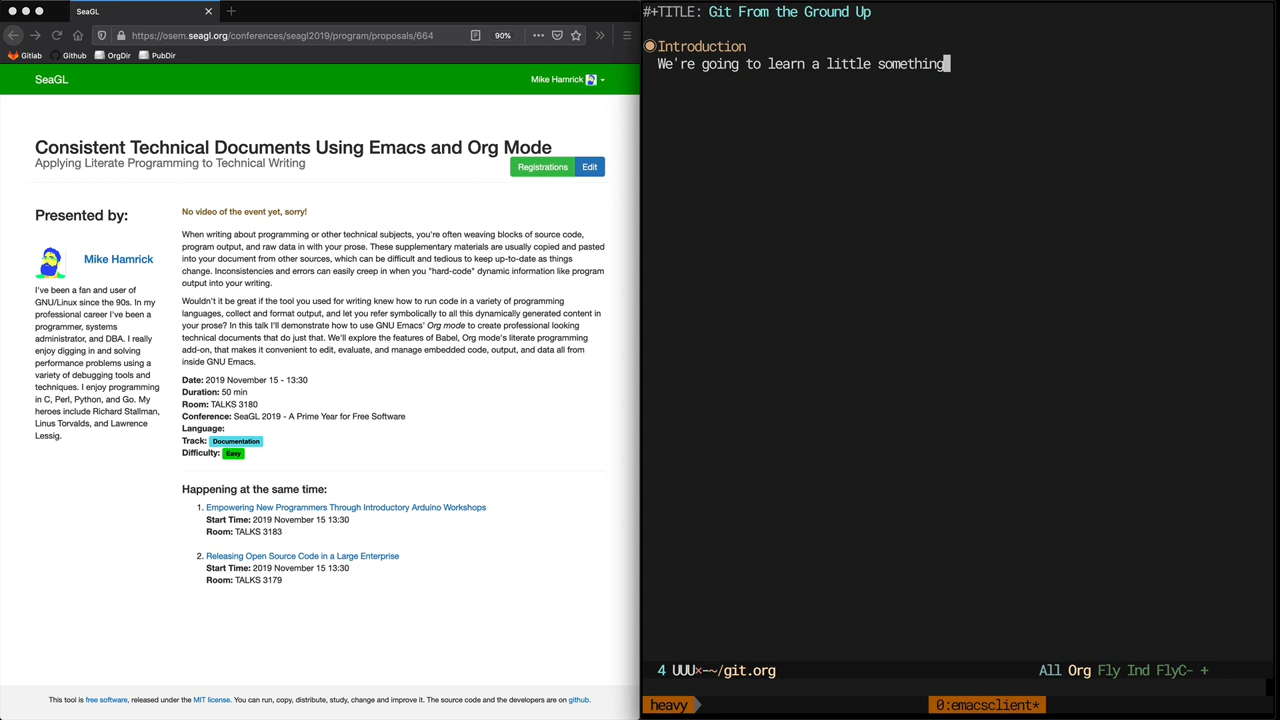 SeaGL
https://osem.seagl.org/conferences/seagl2019/program/proposals/664
90%
Gitlab
Github
OrgDir
PubDir
SeaGL
Mike Hamrick
Consistent Technical Documents Using Emacs and Org Mode
Applying Literate Programming to Technical Writing
Registrations
Edit
Presented by:
Mike Hamrick
I've been a fan and user of
GNU/Linux since the 90s. In my
professional career I've been a
programmer, systems
administrator, and DBA. I really
enjoy digging in and solving
performance problems using a
variety of debugging tools and
techniques. I enjoy programming
in C, Perl, Python, and Go. My
heroes include Richard Stallman,
Linus Torvalds, and Lawrence
Lessig.
No video of the event yet, sorry!
When writing about programming or other technical subjects, you're often weaving blocks of source code,
program output, and raw data in with your prose. These supplementary materials are usually copied and pasted
into your document from other sources, which can be difficult and tedious to keep up-to-date as things
change. Inconsistencies and errors can easily creep in when you "hard-code" dynamic information like program
output into your writing.
Wouldn't it be great if the tool you used for writing knew how to run code in a variety of programming
languages, collect and format output, and let you refer symbolically to all this dynamically generated content in
your prose? In this talk I'll demonstrate how to use GNU Emacs' Org mode to create professional looking
technical documents that do just that. We'll explore the features of Babel, Org mode's literate programming
add-on, that makes it convenient to edit, evaluate, and manage embedded code, output, and data all from
inside GNU Emacs.
Date: 2019 November 15 - 13:30
Duration: 50 min
Room: TALKS 3180
Conference: SeaGL 2019 - A Prime Year for Free Software
Language:
Track: Documentation
Difficulty: Easy
Happening at the same time:
1. Empowering New Programmers Through Introductory Arduino Workshops
Start Time: 2019 November 15 13:30
Room: TALKS 3183
2. Releasing Open Source Code in a Large Enterprise
Start Time: 2019 November 15 13:30
Room: TALKS 3179
This tool is free software, released under the MIT license. You can run, copy, distribute, study, change and improve it. The source code and the developers are on github.
#+TITLE: Git From the Ground Up
Introduction
We're going to learn a little something
4 UUU×-~/git.org
All Org Fly Ind FlyC- +
heavy
0:emacsclient*